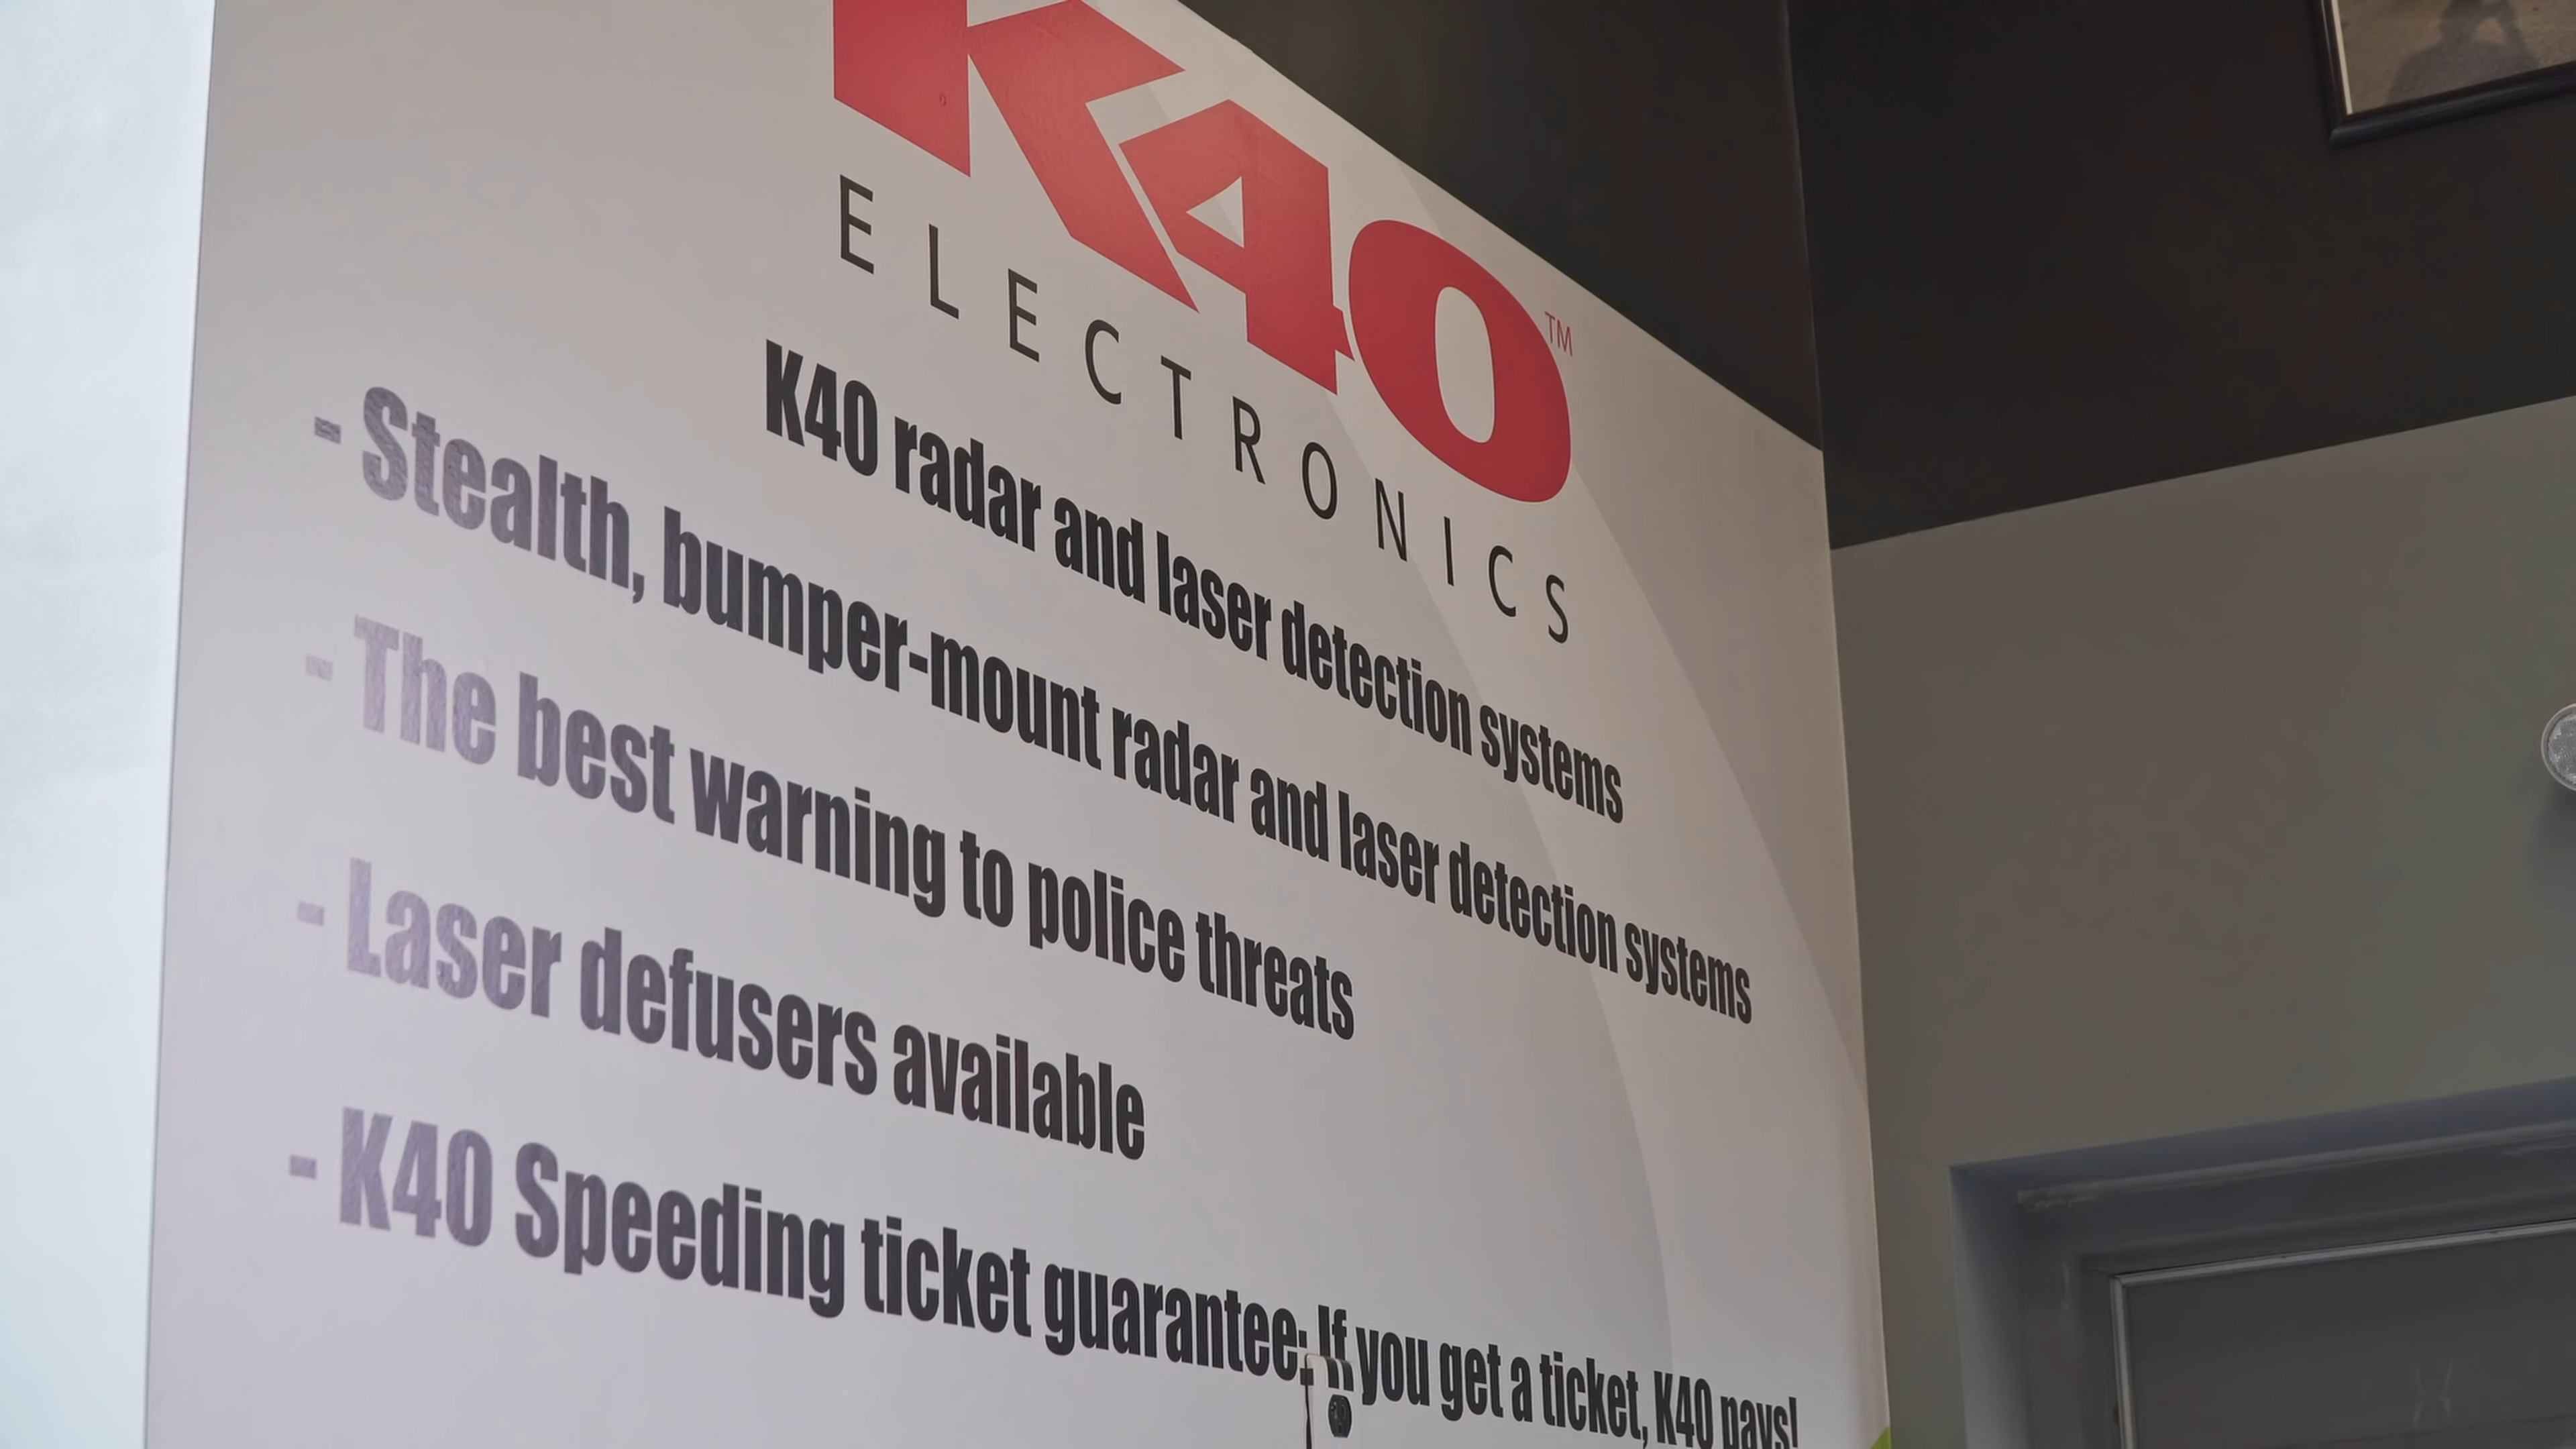 K40™
ELECTRONICS
K40 radar and laser detection systems
- Stealth, bumper-mount radar and laser detection systems
- The best warning to police threats
- Laser defusers available
- K40 Speeding ticket guarantee: If you get a ticket, K40 pays!